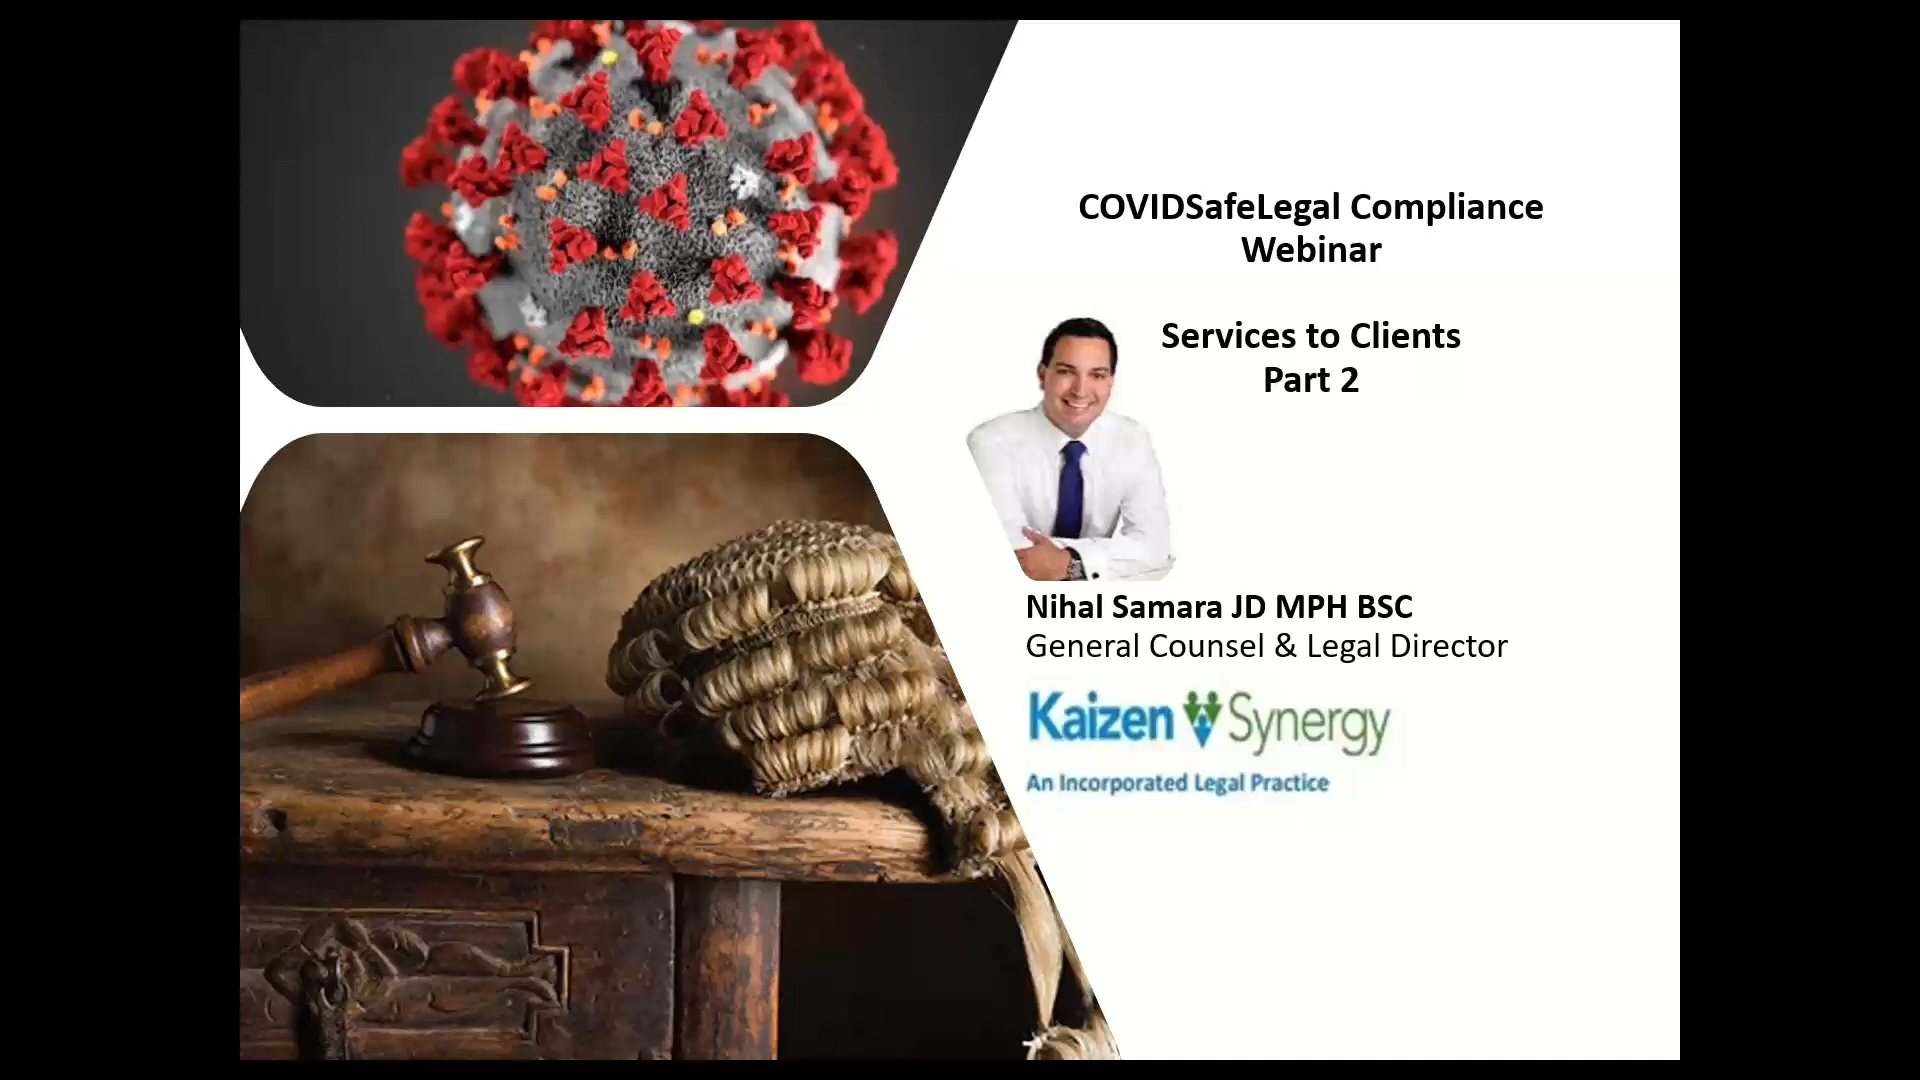 COVIDSafeLegal Compliance
Webinar
Services to Clients
Part 2
Nihal Samara JD MPH BSC
General Counsel & Legal Director
Kaizen Synergy
An Incorporated Legal Practice